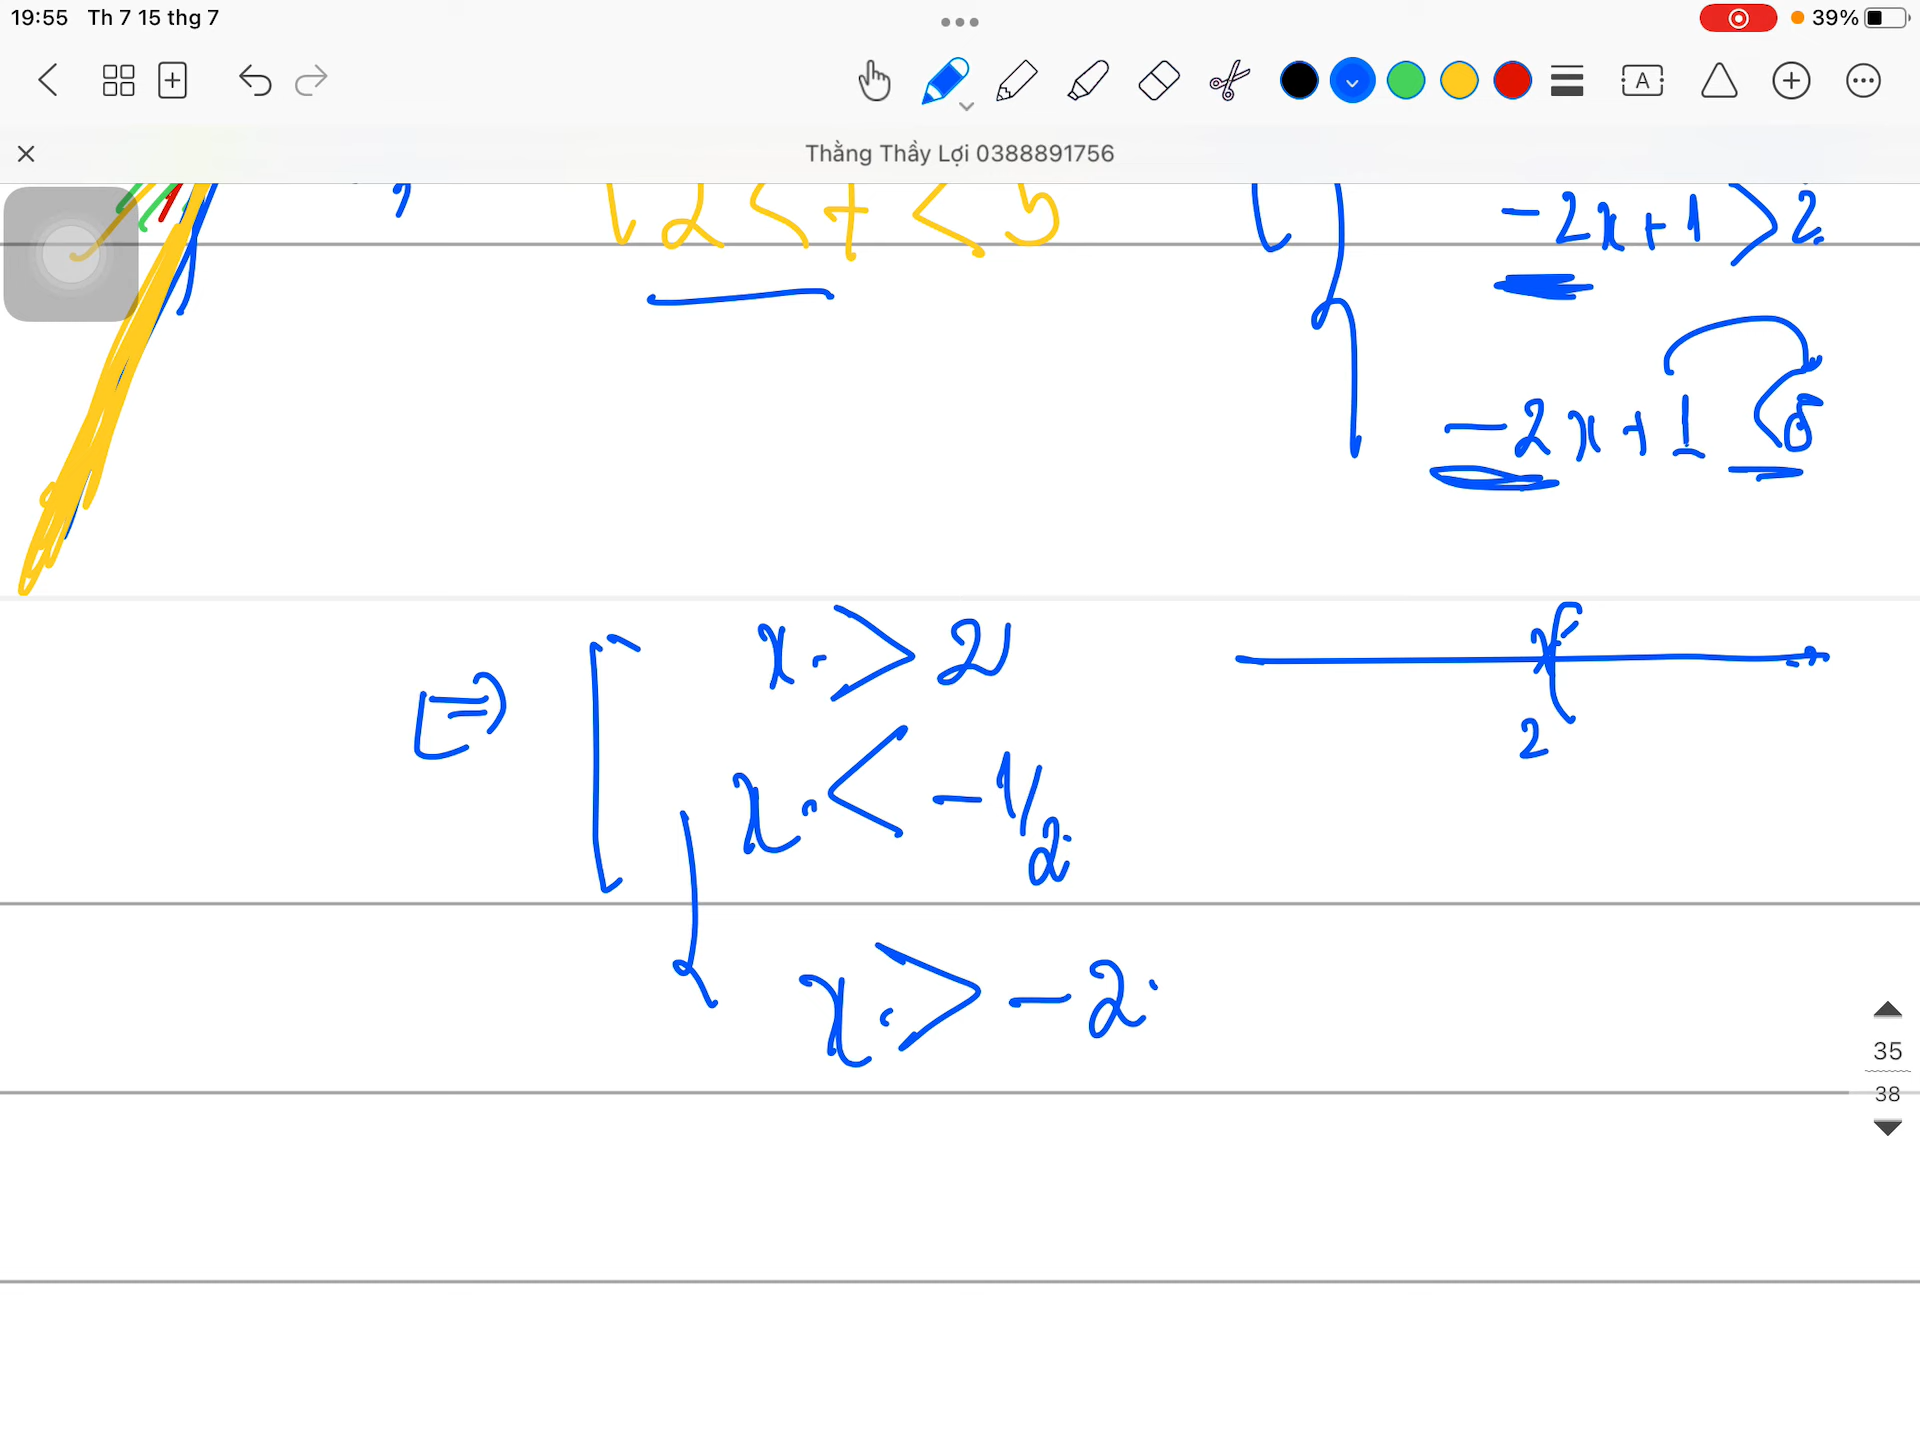 19:55 Th 7 15 thg 7
39%
A
Thằng Thầy Lợi 0388891756
2 < t < 5
-2x+1 > 2
-2x+1 < 5
⇔
x > 2
2
x < -1/2
x > -2
35
38